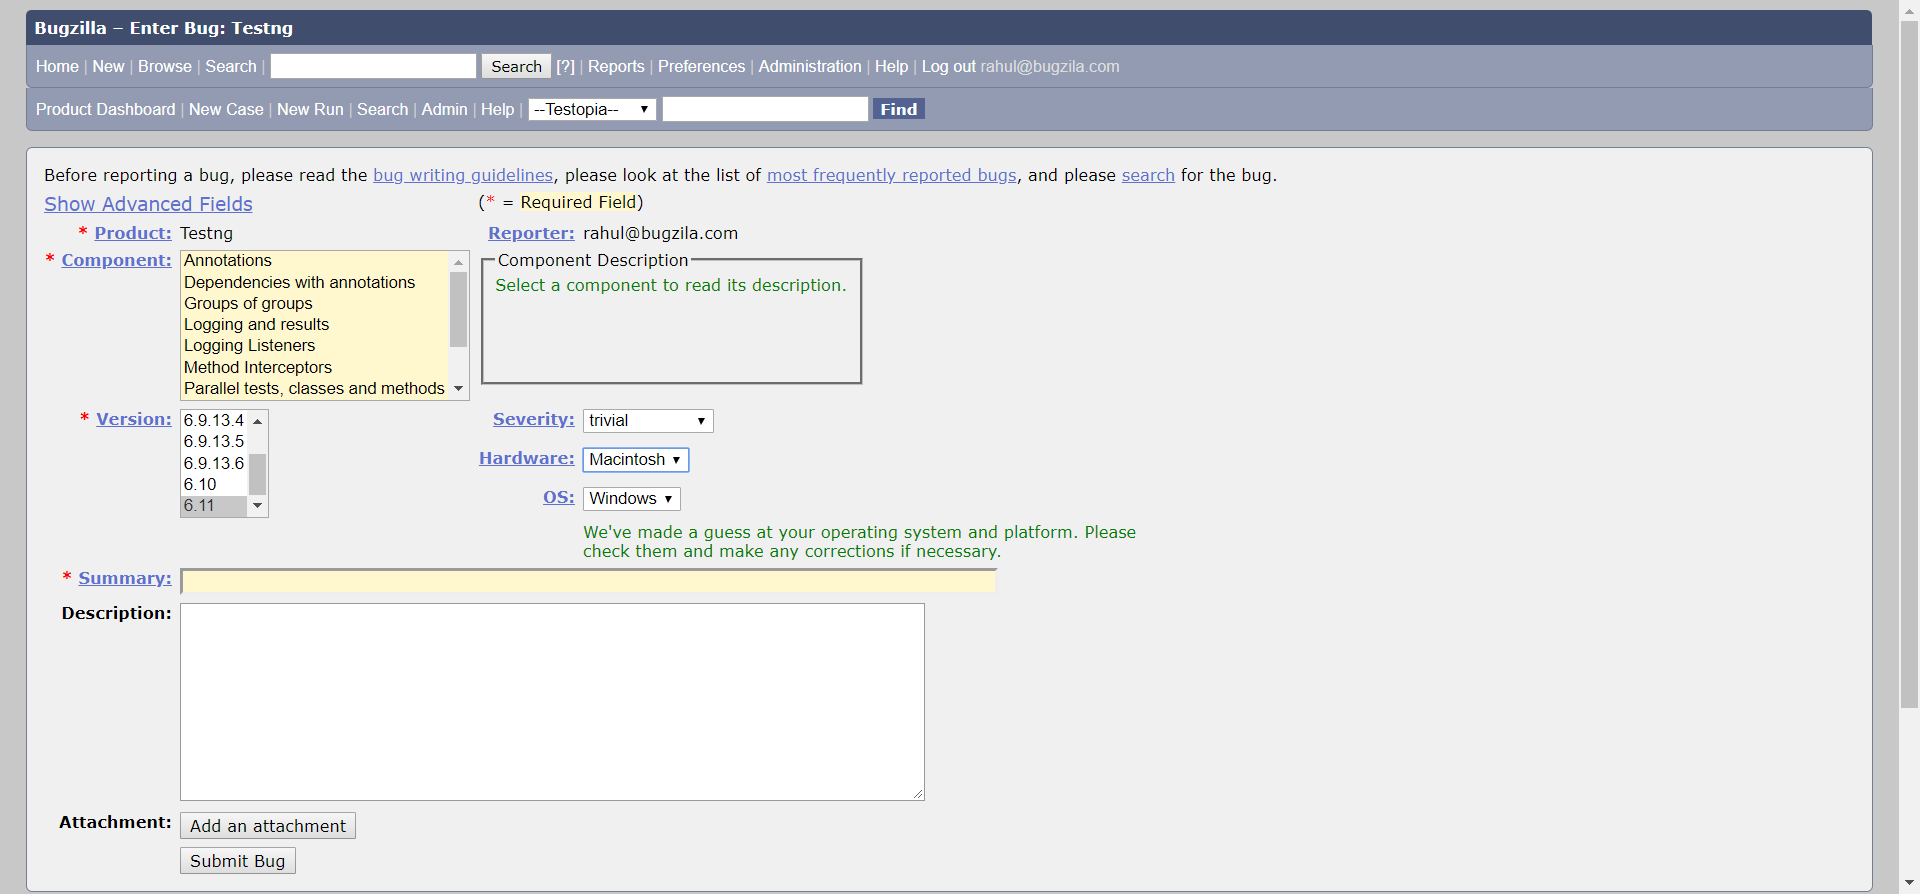 Bugzilla – Enter Bug: Testng
Home | New | Browse | Search | Search [?] | Reports | Preferences | Administration | Help | Log out rahul@bugzila.com
Product Dashboard | New Case | New Run | Search | Admin | Help | --Testopia-- Find
Before reporting a bug, please read the bug writing guidelines, please look at the list of most frequently reported bugs, and please search for the bug.
Show Advanced Fields (* = Required Field)
* Product: Testng Reporter: rahul@bugzila.com
* Component:
Annotations
Dependencies with annotations
Groups of groups
Logging and results
Logging Listeners
Method Interceptors
Parallel tests, classes and methods
Component Description
Select a component to read its description.
* Version:
6.9.13.4
6.9.13.5
6.9.13.6
6.10
6.11
Severity: trivial
Hardware: Macintosh
OS: Windows
We've made a guess at your operating system and platform. Please
check them and make any corrections if necessary.
* Summary:
Description:
Attachment: Add an attachment
Submit Bug